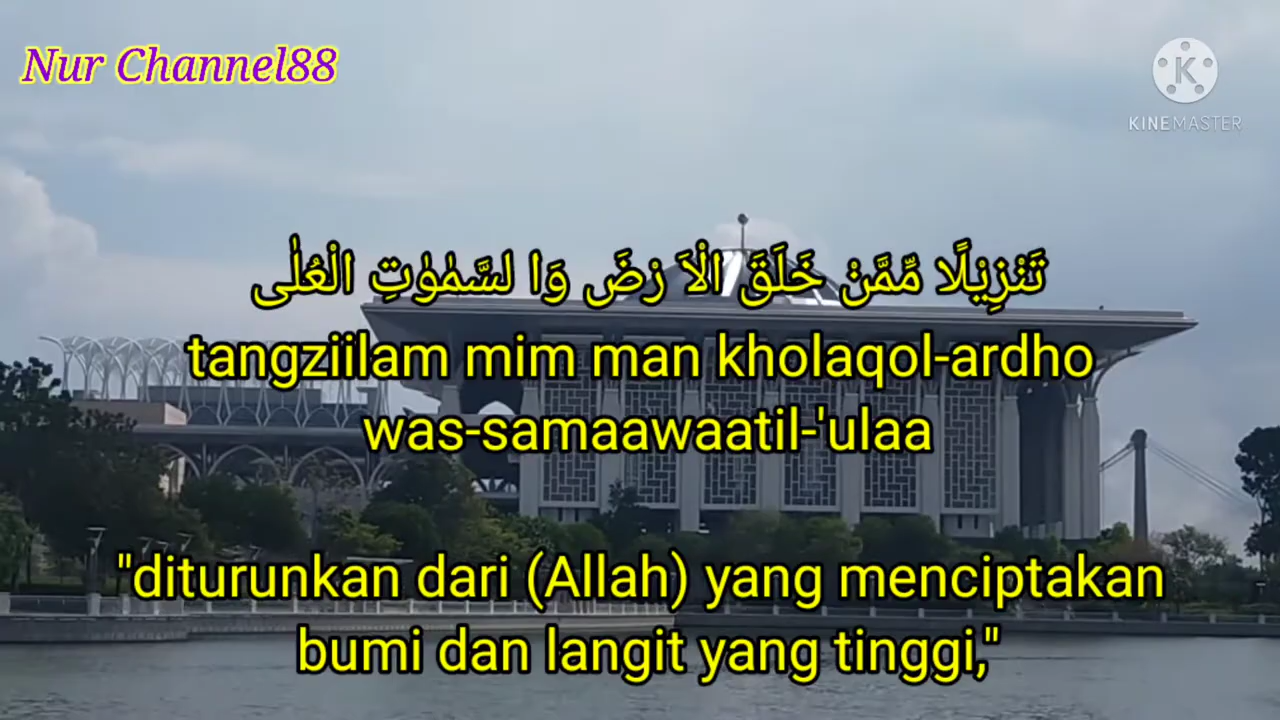 Nur Channel88
KINEMASTER
تَنْزِيْلًا مِّمَّنْ خَلَقَ الْاَ رْضَ وَا لسَّمٰوٰتِ الْعُلٰى
tangziilam mim man kholaqol-ardho
was-samaawaatil-'ulaa
"diturunkan dari (Allah) yang menciptakan
bumi dan langit yang tinggi,"